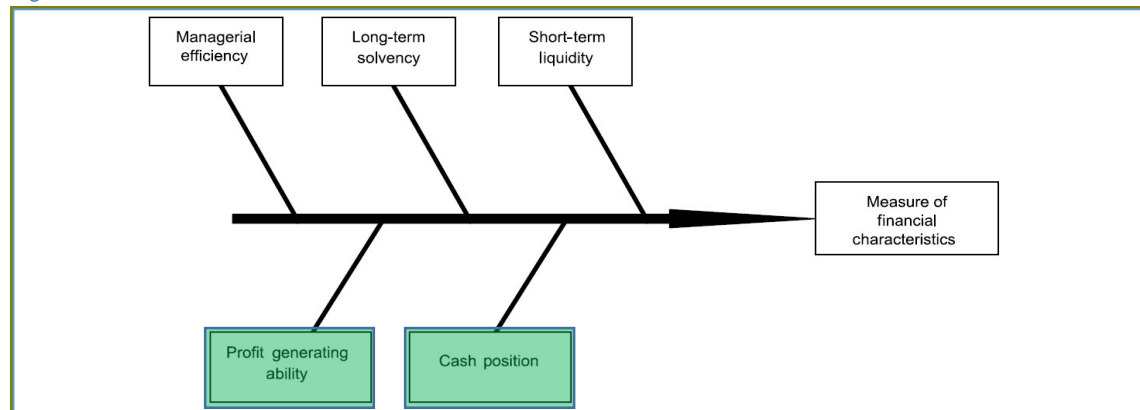 Managerial
efficiency
Long-term
solvency
Short-term
liquidity
Measure of
financial
characteristics
Profit generating
ability
Cash position